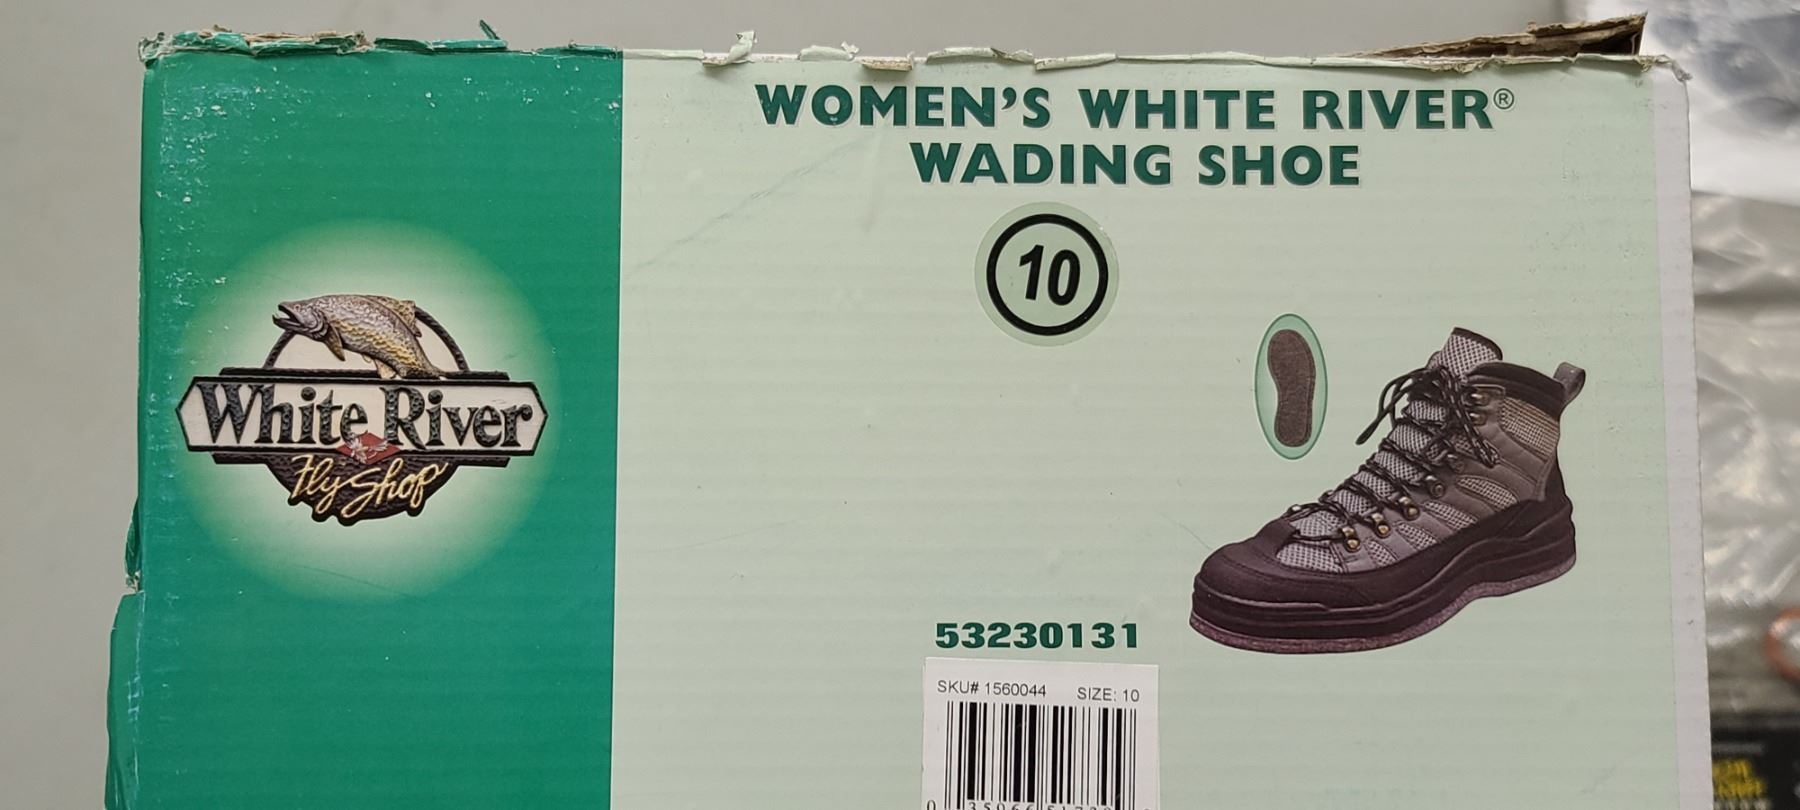 WOMEN'S WHITE RIVER®
WADING SHOE
10
White River
Fly Shop
53230131
SKU# 1560044 SIZE: 10